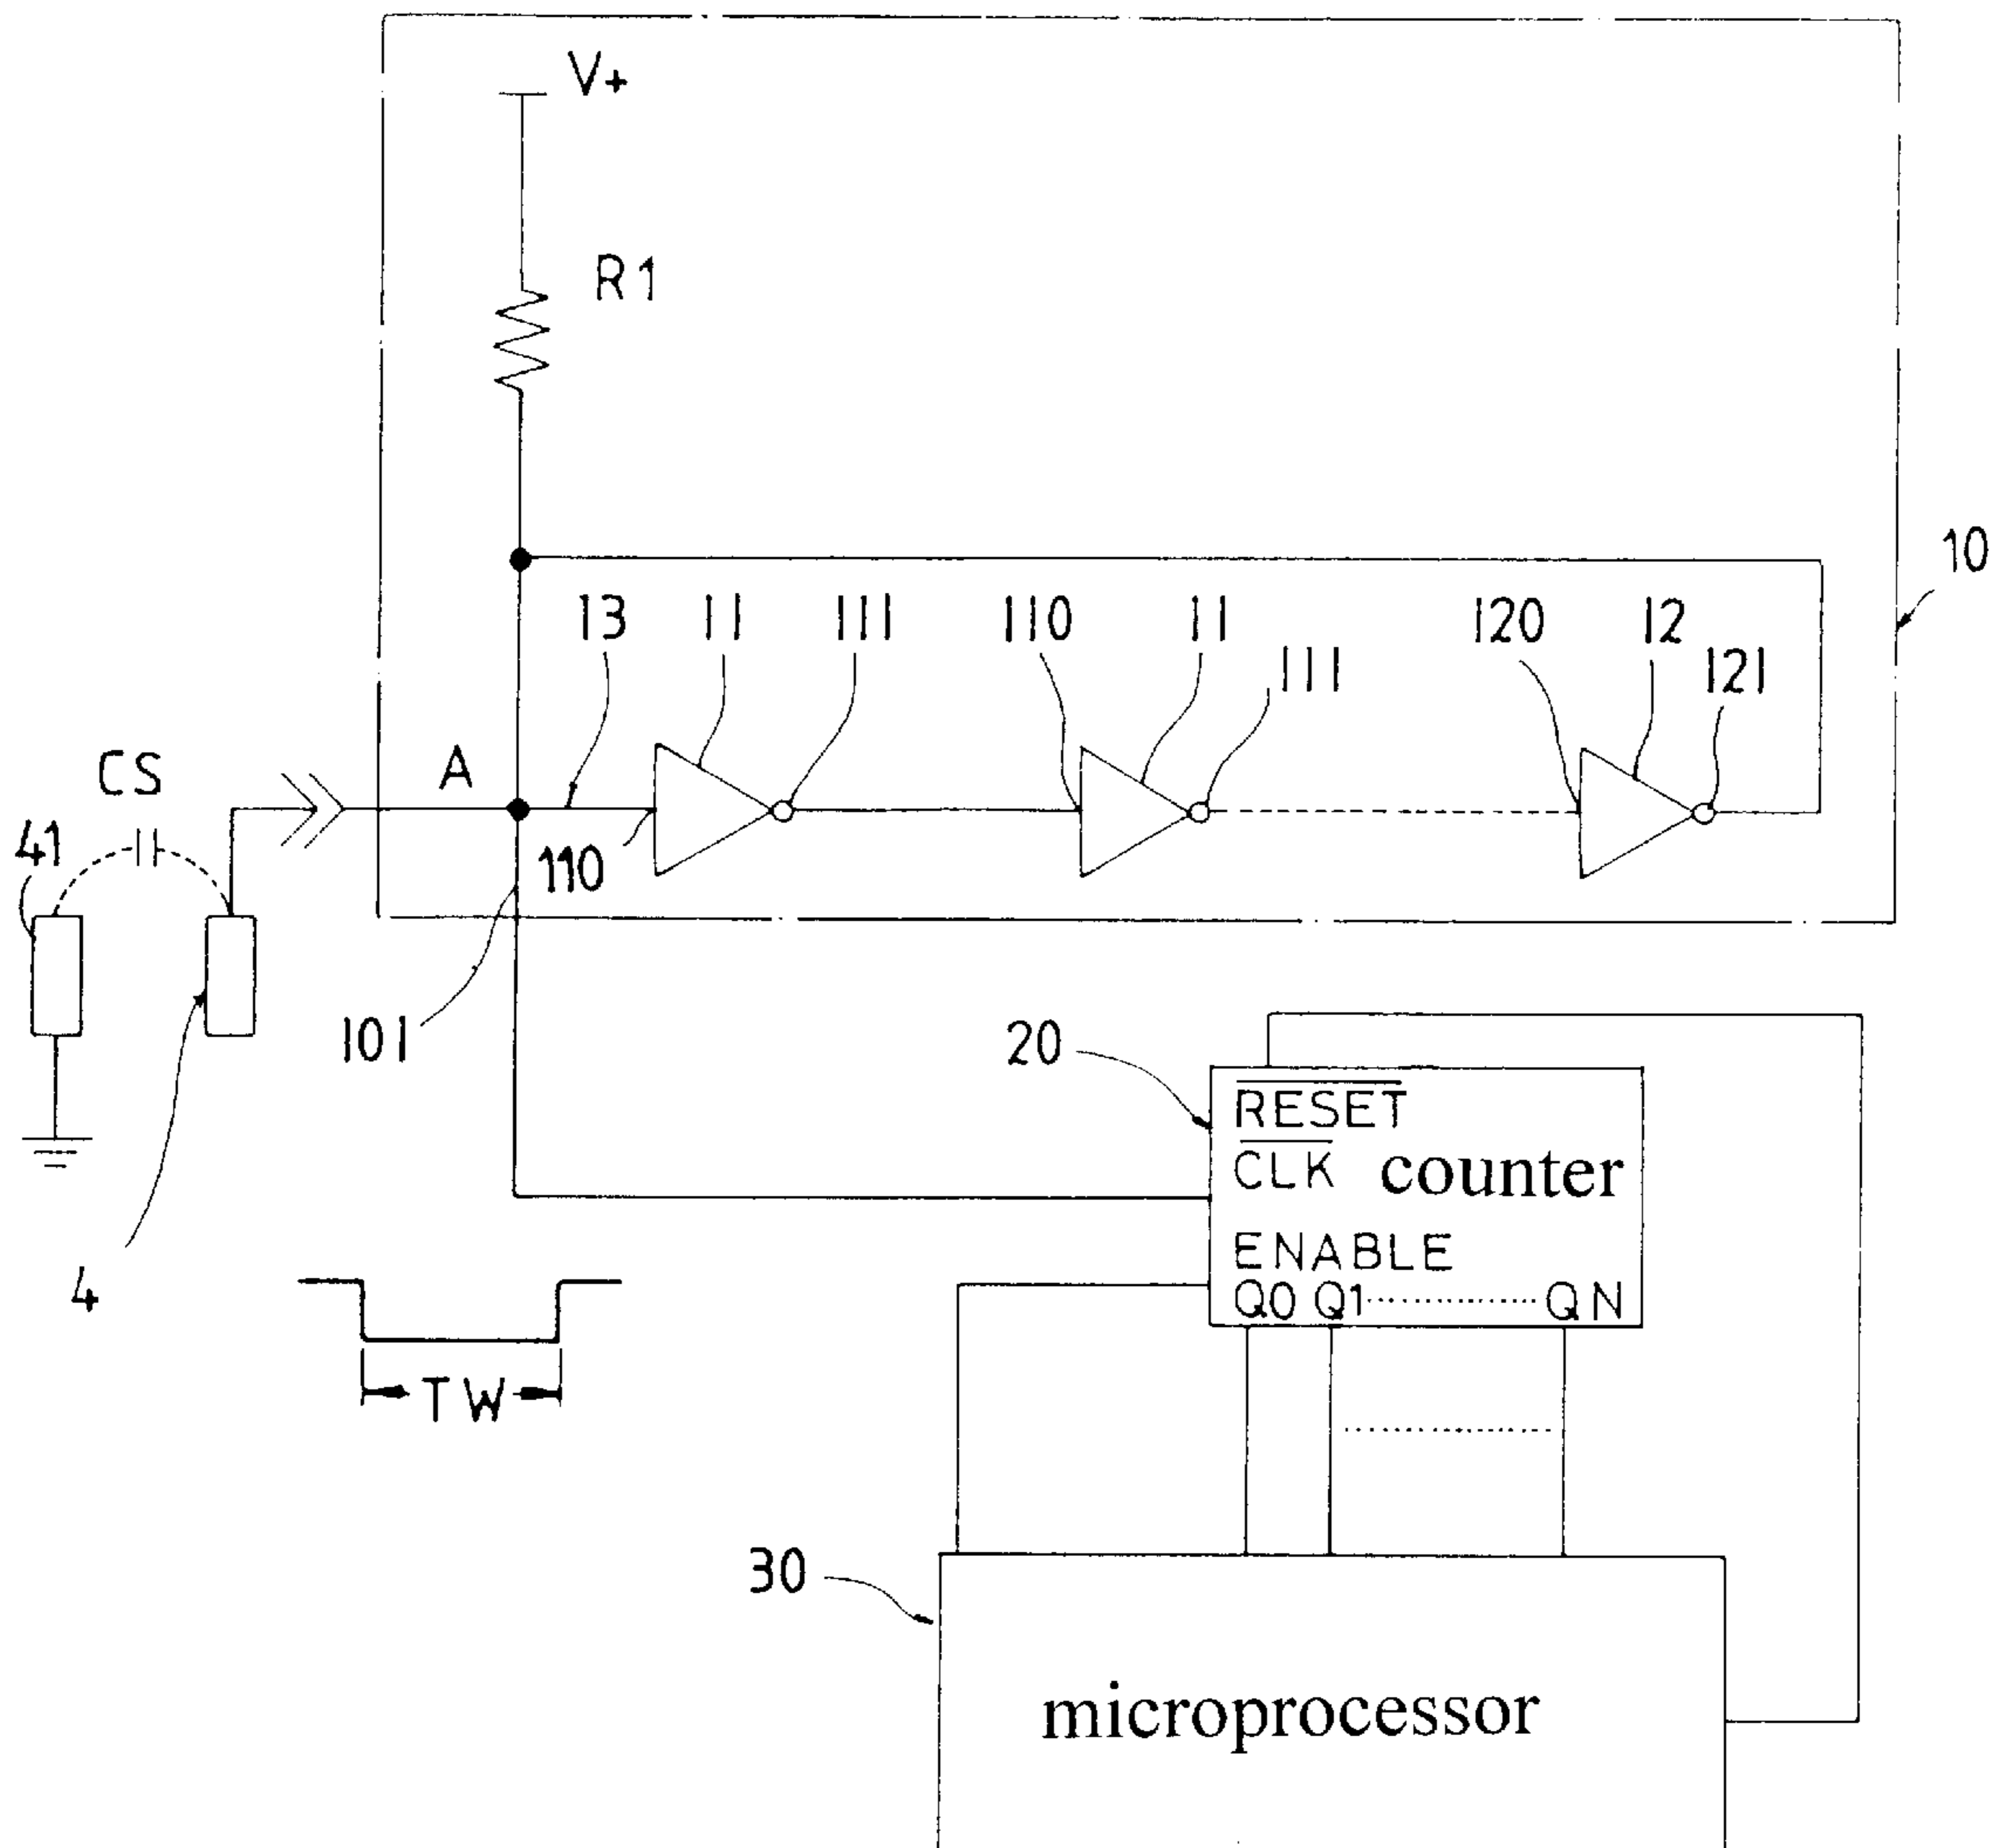 V+
R1
10
13 11 111 110 11 111 120 12 121
CS
A
41
110
101
20
RESET
CLK counter
ENABLE
Q0 Q1 ............ QN
4
TW
30
microprocessor